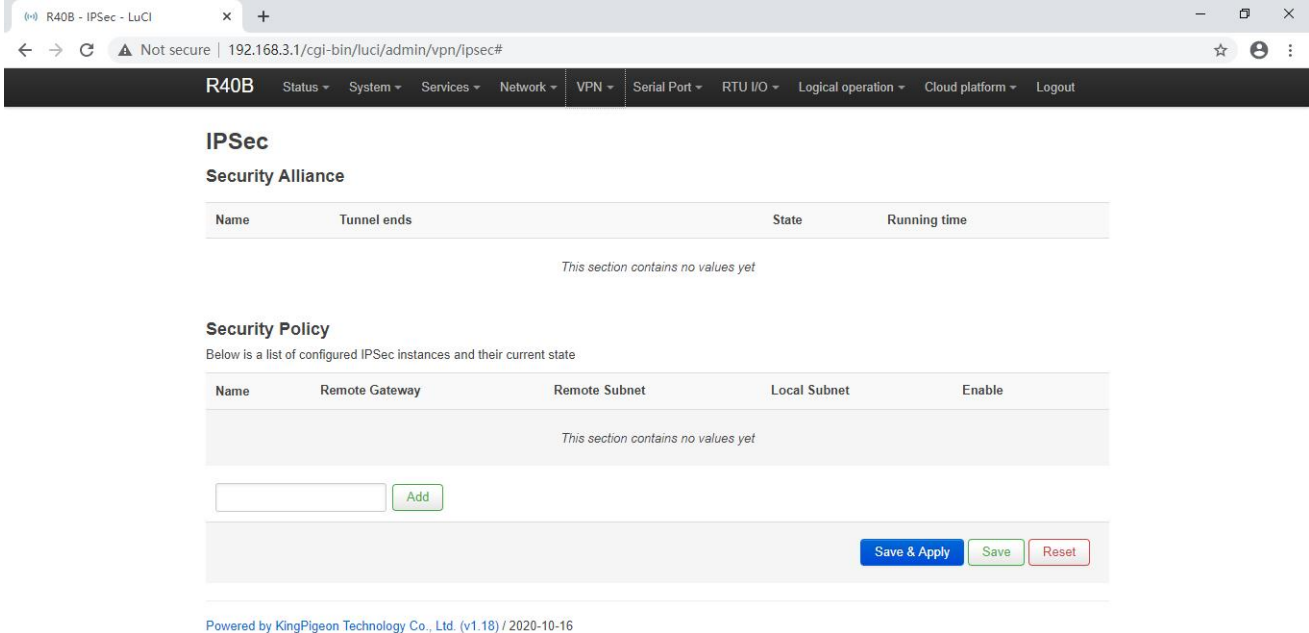 R40B - IPSec - LuCI
Not secure | 192.168.3.1/cgi-bin/luci/admin/vpn/ipsec#
R40B Status System Services Network VPN Serial Port RTU I/O Logical operation Cloud platform Logout
IPSec
Security Alliance
Name Tunnel ends State Running time
This section contains no values yet
Security Policy
Below is a list of configured IPSec instances and their current state
Name Remote Gateway Remote Subnet Local Subnet Enable
This section contains no values yet
Add
Save & Apply Save Reset
Powered by KingPigeon Technology Co., Ltd. (v1.18) / 2020-10-16